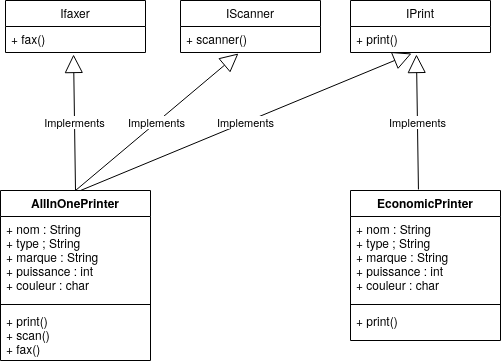 Ifaxer
+ fax()
IScanner
+ scanner()
IPrint
+ print()
Implements
Implements
Implements
Implements
AllInOnePrinter
+ nom : String
+ type ; String
+ marque : String
+ puissance : int
+ couleur : char
+ print()
+ scan()
+ fax()
EconomicPrinter
+ nom : String
+ type ; String
+ marque : String
+ puissance : int
+ couleur : char
+ print()